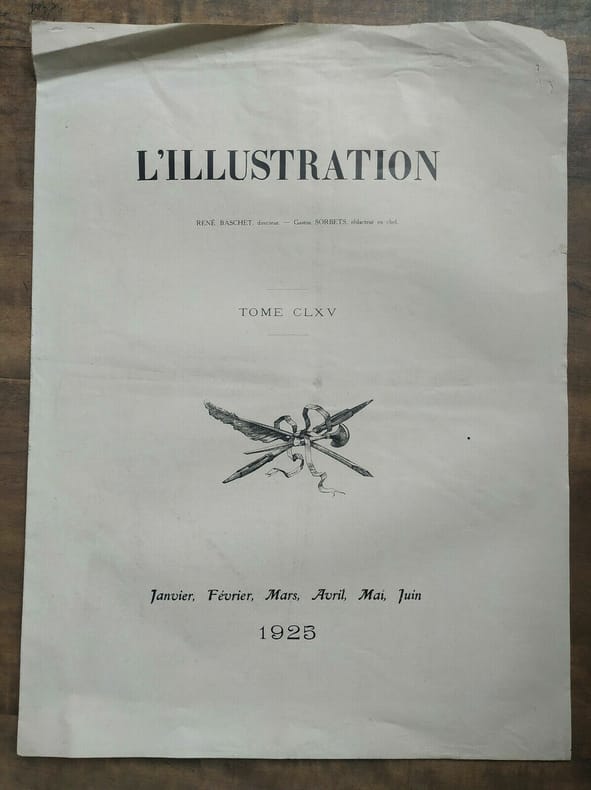 L'ILLUSTRATION
RENÉ BASCHET, directeur. — Gaston SORBETS, rédacteur en chef.
TOME CLXV
Janvier, Février, Mars, Avril, Mai, Juin
1925